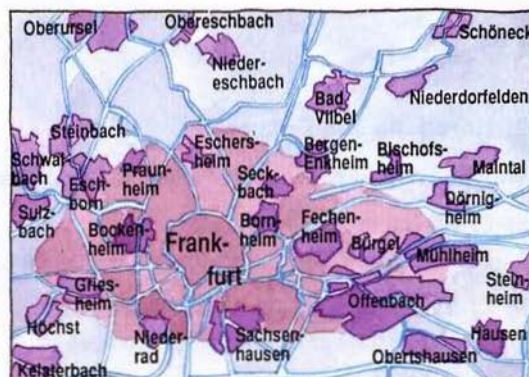 Oberursel
Obereschbach
Schöneck
Nieder-
eschbach
Bad
Vilbel
Niederdorfelden
Steinbach
Schwal-
bach
Esch-
born
Praun-
heim
Eschers-
heim
Seck-
bach
Bergen-
Enkheim
Bischofs-
heim
Maintal
Dörnig-
heim
Sulz-
bach
Bocken-
heim
Frank-
furt
Born-
heim
Fechen-
heim
Bürgel
Mühlheim
Stein-
heim
Gries-
heim
Höchst
Nieder-
rad
Sachsen-
hausen
Offenbach
Obertshausen
Hausen
Kelsterbach